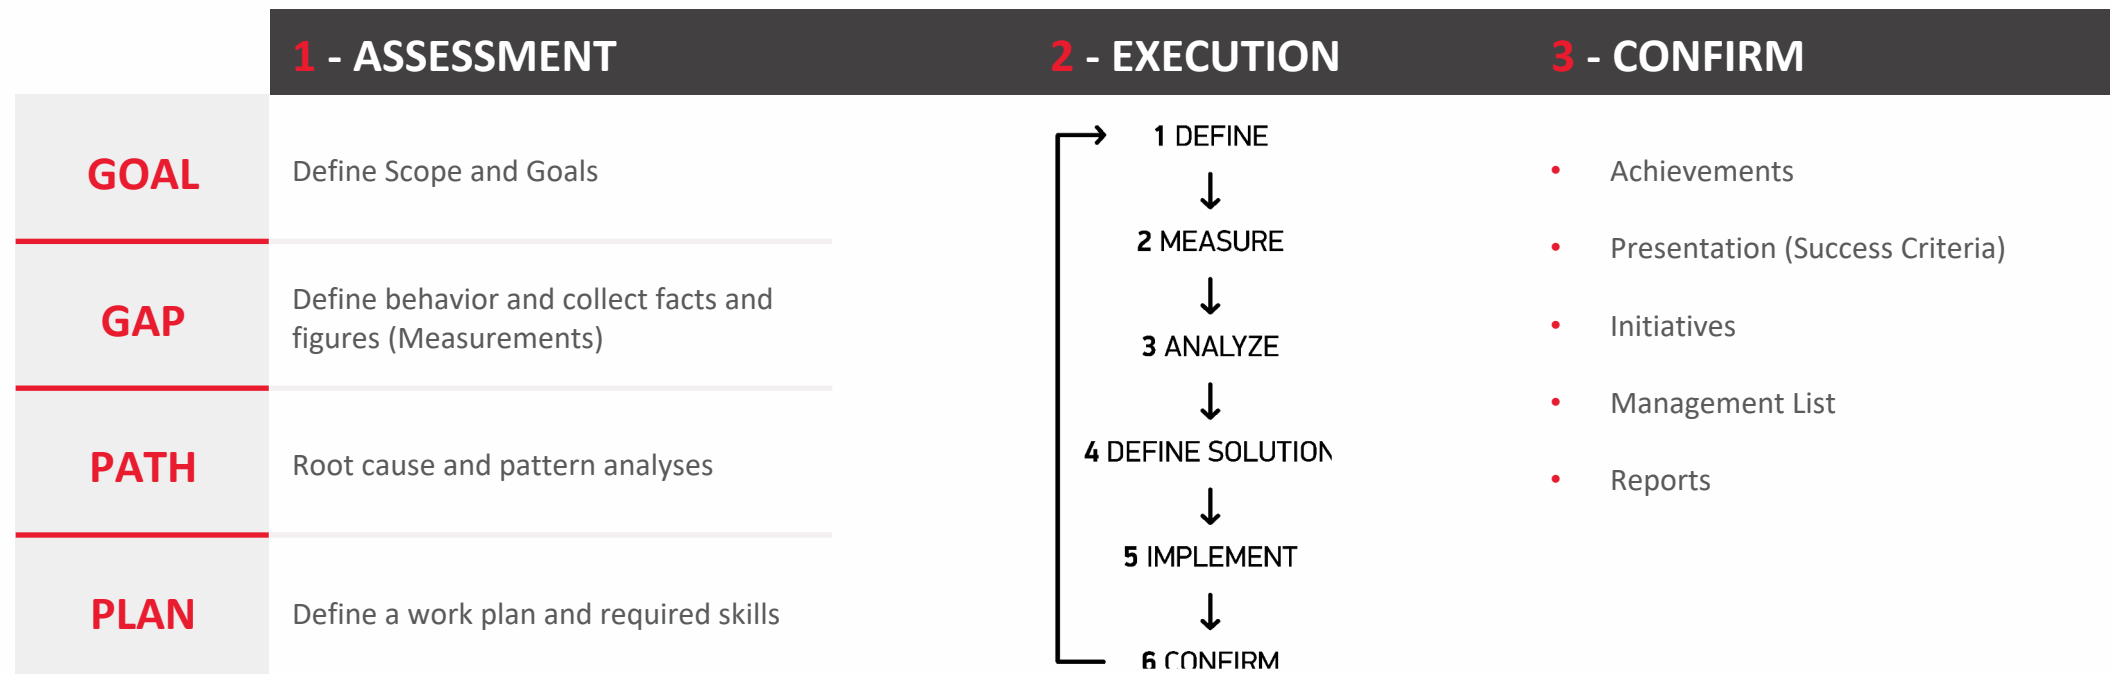 1 - ASSESSMENT
2 - EXECUTION
3 - CONFIRM
GOAL
Define Scope and Goals
GAP
Define behavior and collect facts and
figures (Measurements)
PATH
Root cause and pattern analyses
PLAN
Define a work plan and required skills
1 DEFINE
2 MEASURE
3 ANALYZE
4 DEFINE SOLUTION
5 IMPLEMENT
6 CONFIRM
• Achievements
• Presentation (Success Criteria)
• Initiatives
• Management List
• Reports